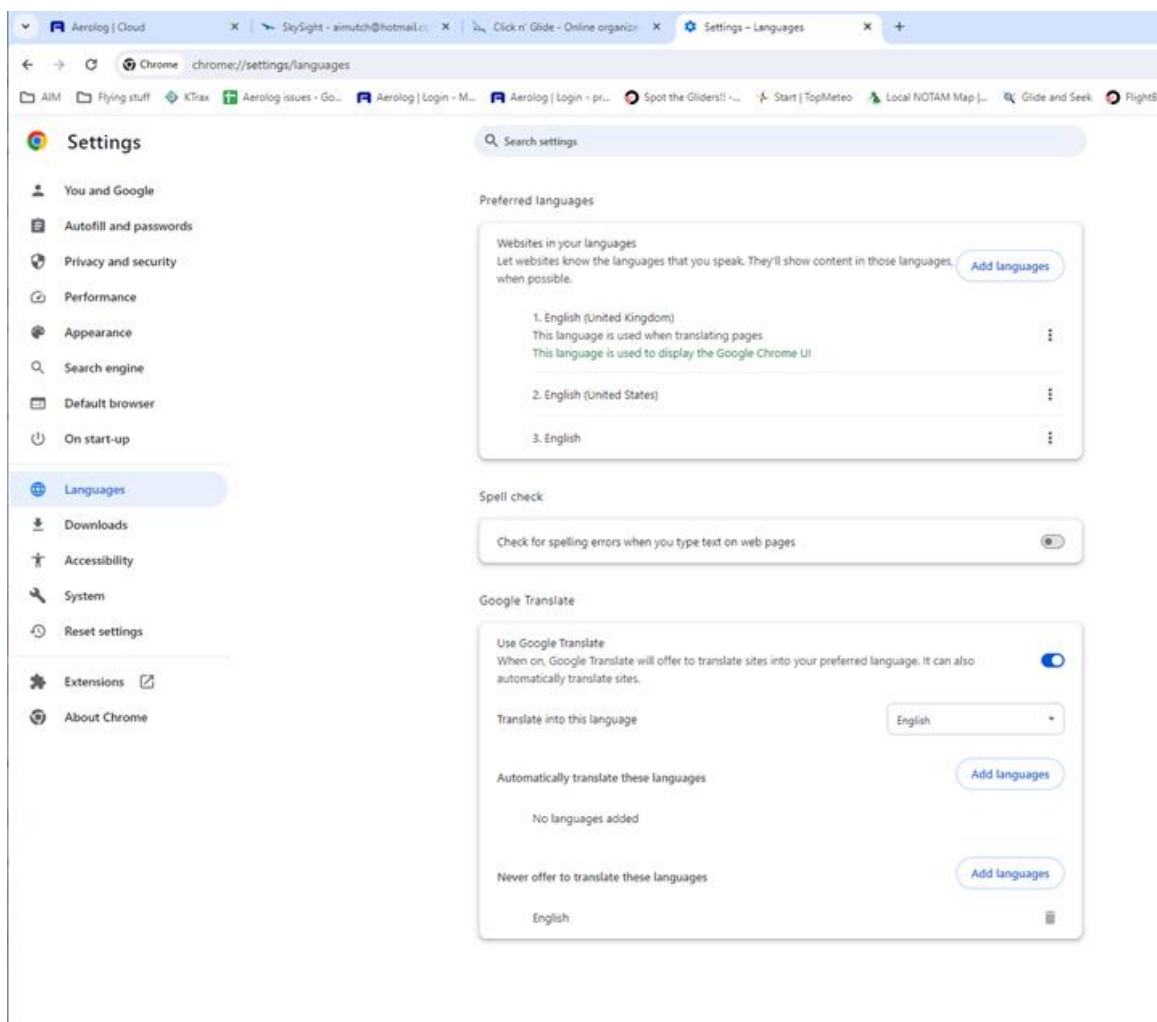 Aerolog | Cloud
SkySight - aimutch@hotmail.c
Click n' Glide - Online organize
Settings – Languages
Chrome
chrome://settings/languages
AIM
Flying stuff
KTrax
Aerolog issues - Go...
Aerolog | Login - M...
Aerolog | Login - pr...
Spot the Gliders!! -...
Start | TopMeteo
Local NOTAM Map |...
Glide and Seek
Settings
Search settings
You and Google
Autofill and passwords
Privacy and security
Performance
Appearance
Search engine
Default browser
On start-up
Languages
Downloads
Accessibility
System
Reset settings
Extensions
About Chrome
Preferred languages
Websites in your languages
Let websites know the languages that you speak. They'll show content in those languages,
when possible.
Add languages
1. English (United Kingdom)
This language is used when translating pages
This language is used to display the Google Chrome UI
2. English (United States)
3. English
Spell check
Check for spelling errors when you type text on web pages
Google Translate
Use Google Translate
When on, Google Translate will offer to translate sites into your preferred language. It can also
automatically translate sites.
Translate into this language
English
Automatically translate these languages
Add languages
No languages added
Never offer to translate these languages
Add languages
English